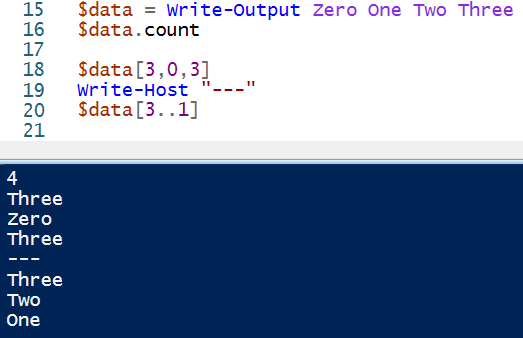 15 $data = Write-Output Zero One Two Three
16 $data.count
17
18 $data[3,0,3]
19 Write-Host "---"
20 $data[3..1]
21
4
Three
Zero
Three
---
Three
Two
One